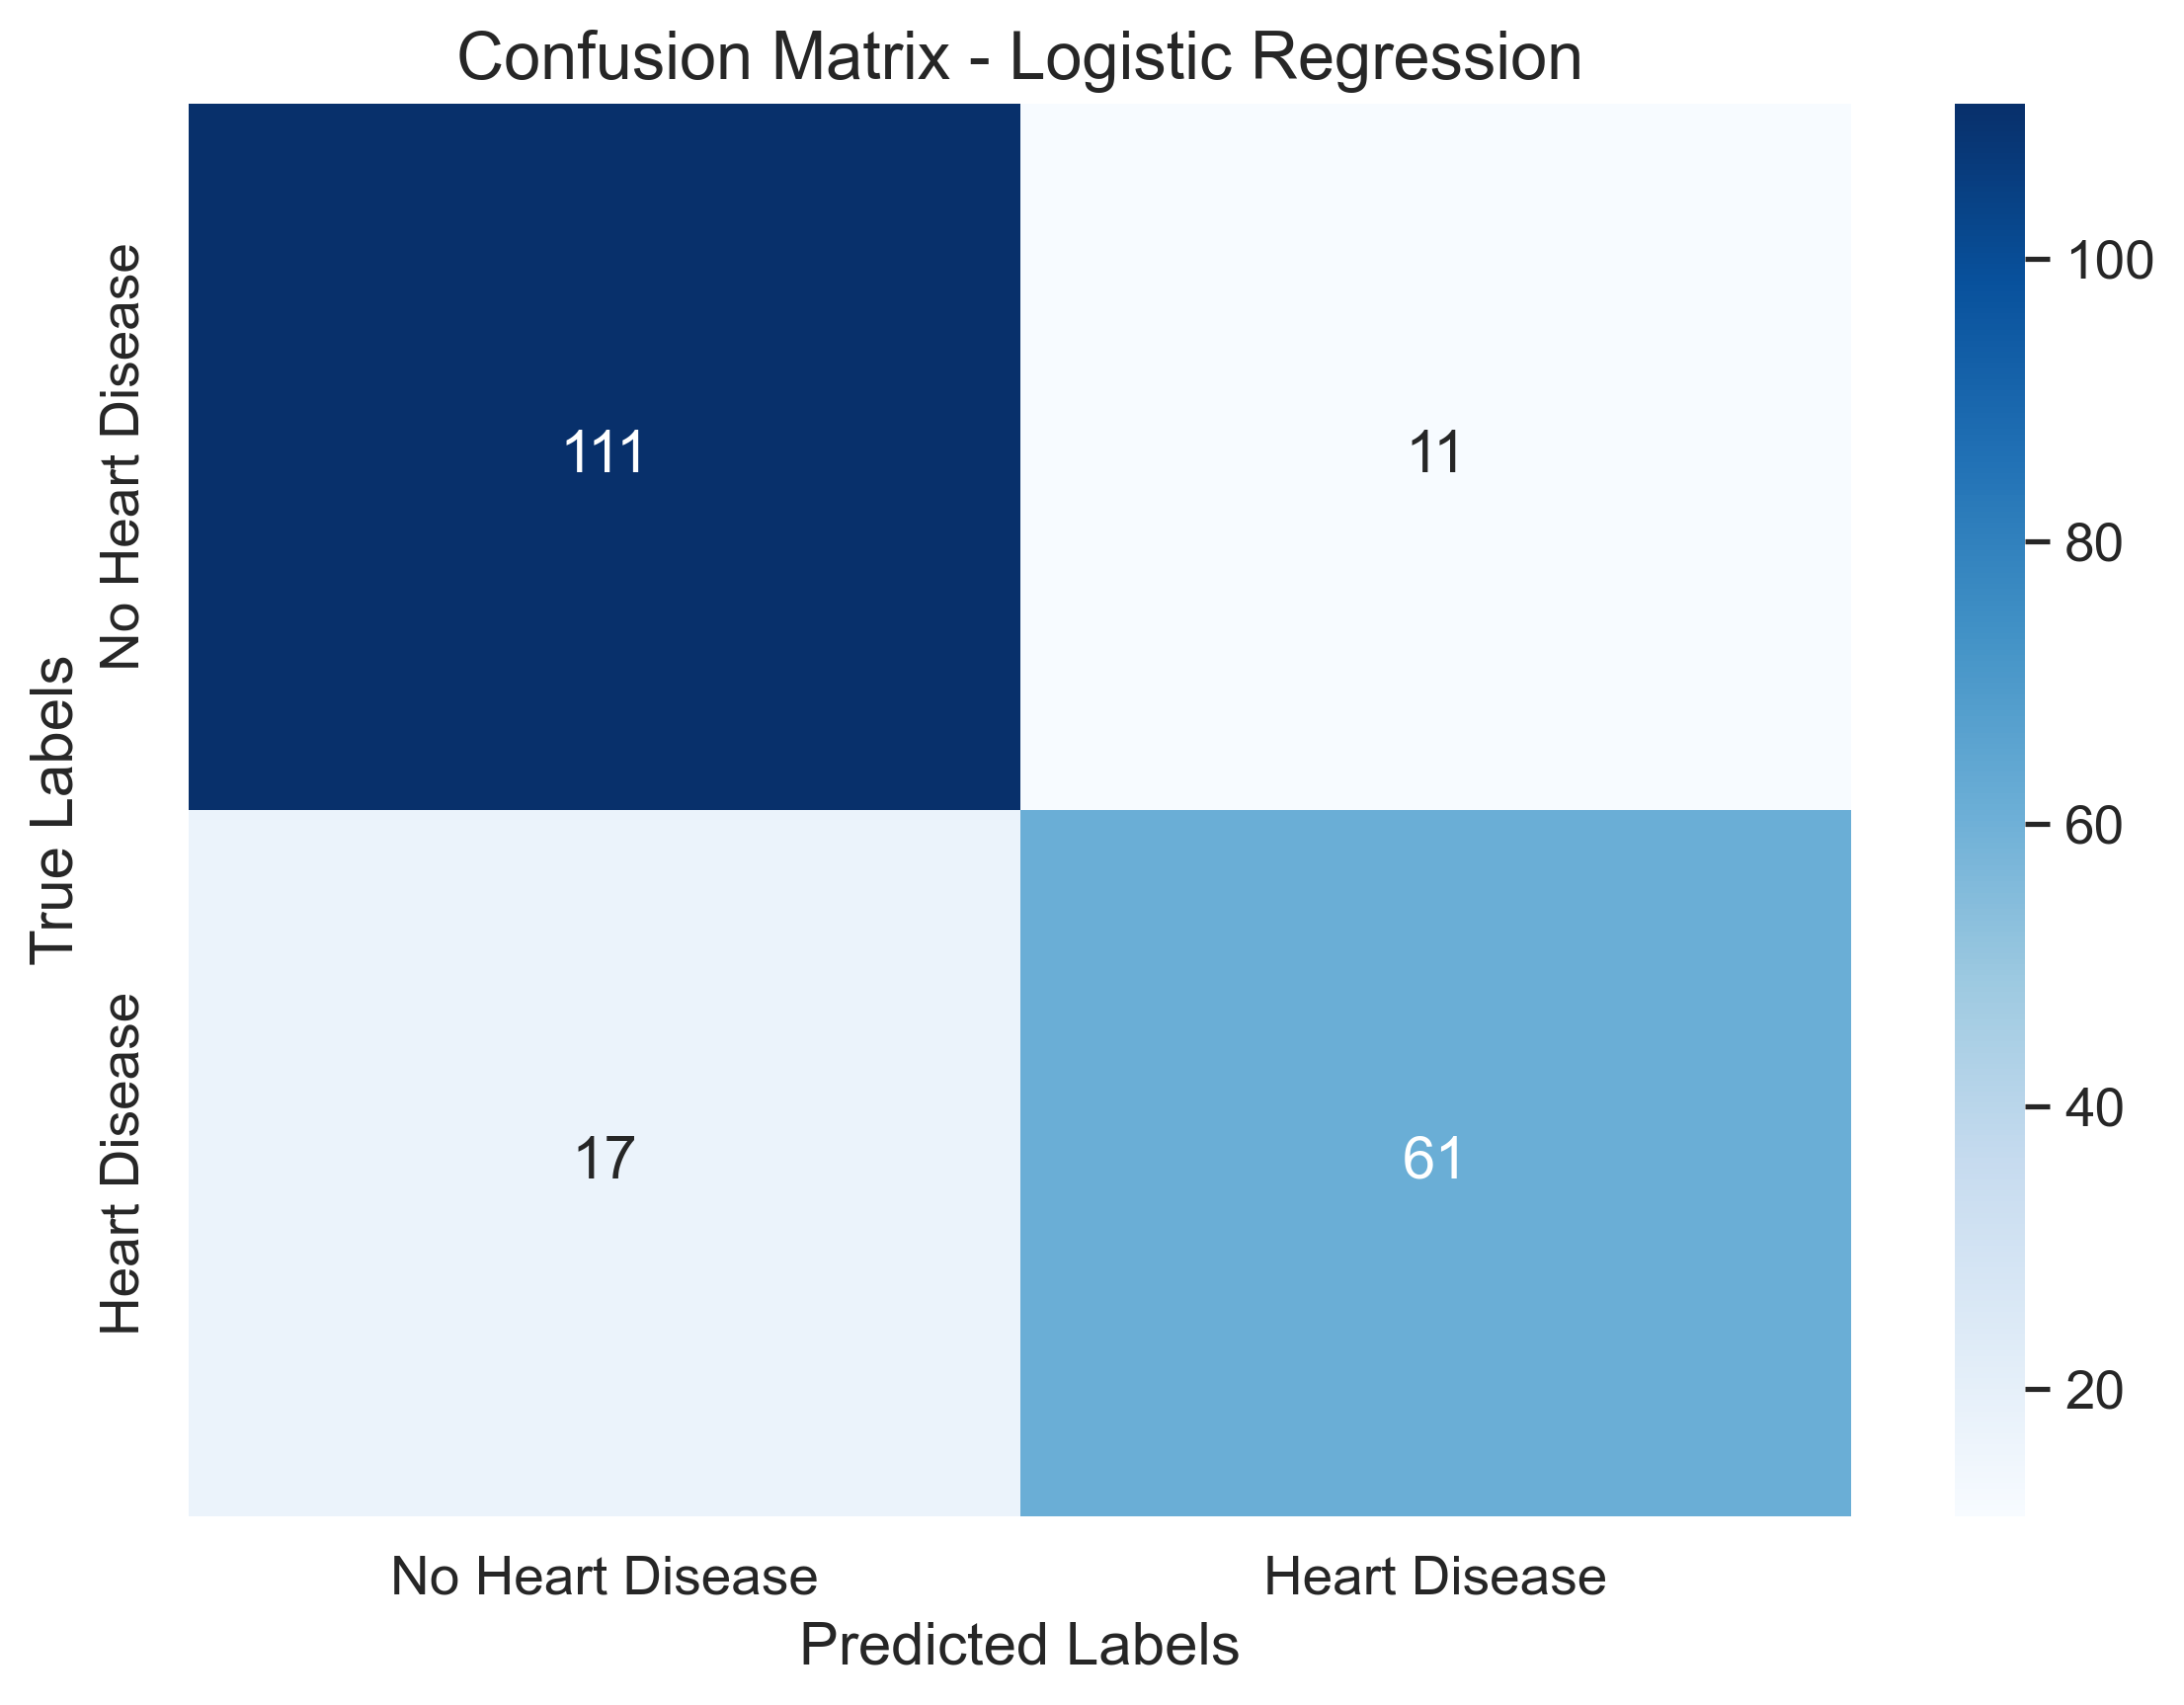 Confusion Matrix - Logistic Regression
True Labels
No Heart Disease
Heart Disease
111
11
17
61
No Heart Disease
Heart Disease
Predicted Labels
100
80
60
40
20